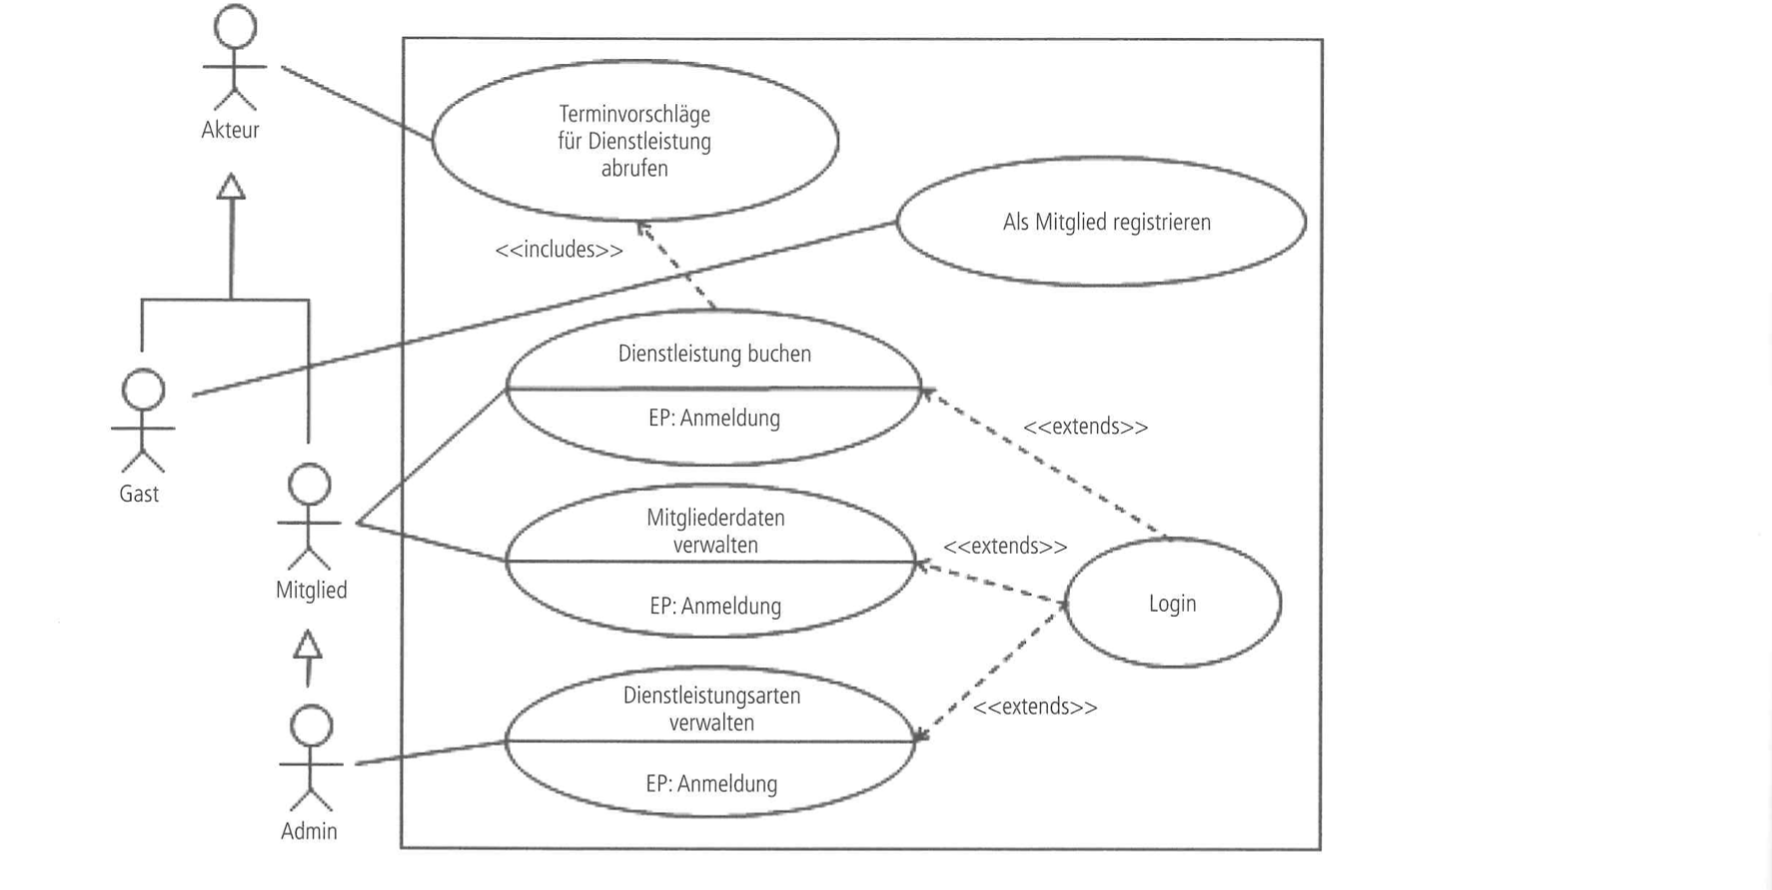 Akteur
Terminvorschläge
für Dienstleistung
abrufen
Als Mitglied registrieren
<<includes>>
Dienstleistung buchen
EP: Anmeldung
<<extends>>
Gast
Mitgliederdaten
verwalten
EP: Anmeldung
<<extends>>
Mitglied
Login
Dienstleistungsarten
verwalten
EP: Anmeldung
<<extends>>
Admin